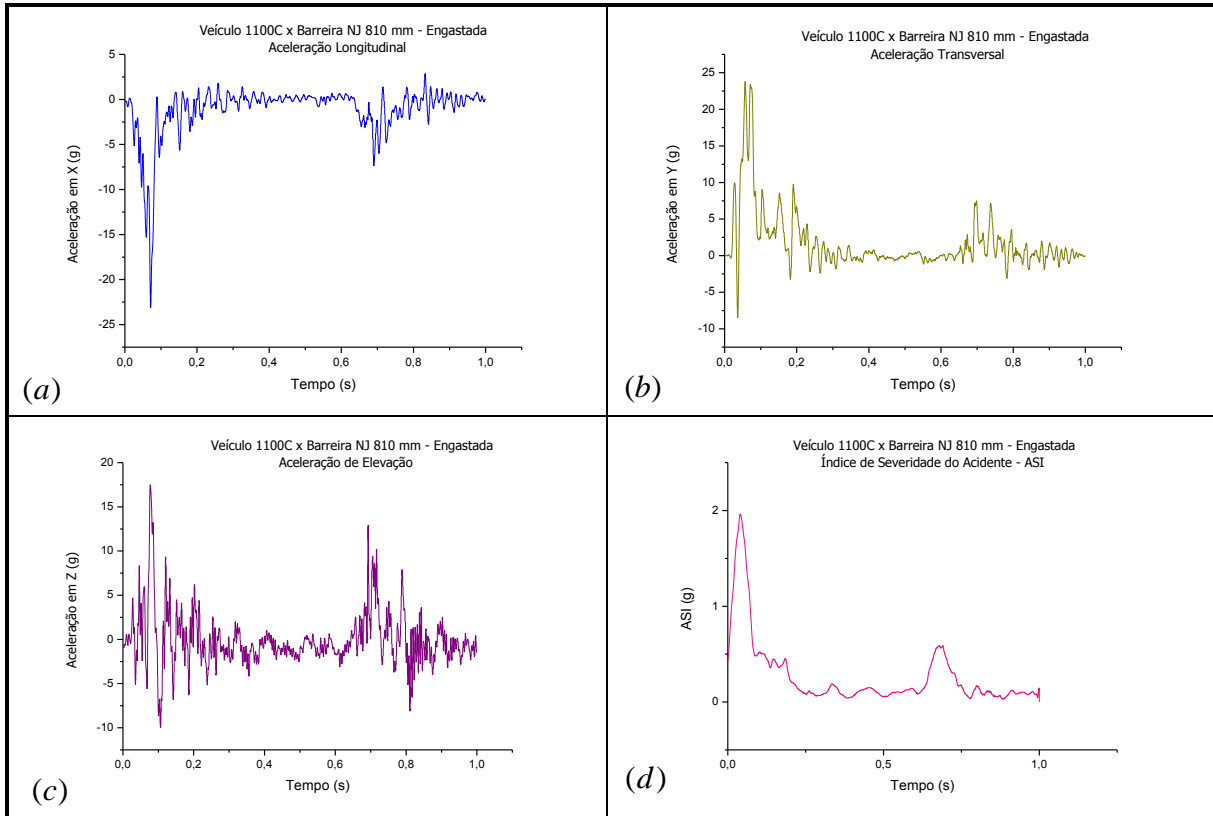 Veículo 1100C x Barreira NJ 810 mm - Engastada
Aceleração Longitudinal
5
0
-5
-10
-15
-20
-25
Aceleração em X (g)
0,0 0,2 0,4 0,6 0,8 1,0
Tempo (s)
(a)
Veículo 1100C x Barreira NJ 810 mm - Engastada
Aceleração Transversal
25
20
15
10
5
0
-5
-10
Aceleração em Y (g)
0,0 0,2 0,4 0,6 0,8 1,0
Tempo (s)
(b)
Veículo 1100C x Barreira NJ 810 mm - Engastada
Aceleração de Elevação
20
15
10
5
0
-5
-10
Aceleração em Z (g)
0,0 0,2 0,4 0,6 0,8 1,0
Tempo (s)
(c)
Veículo 1100C x Barreira NJ 810 mm - Engastada
Índice de Severidade do Acidente - ASI
2
1
0
ASI (g)
0,0 0,5 1,0
Tempo (s)
(d)